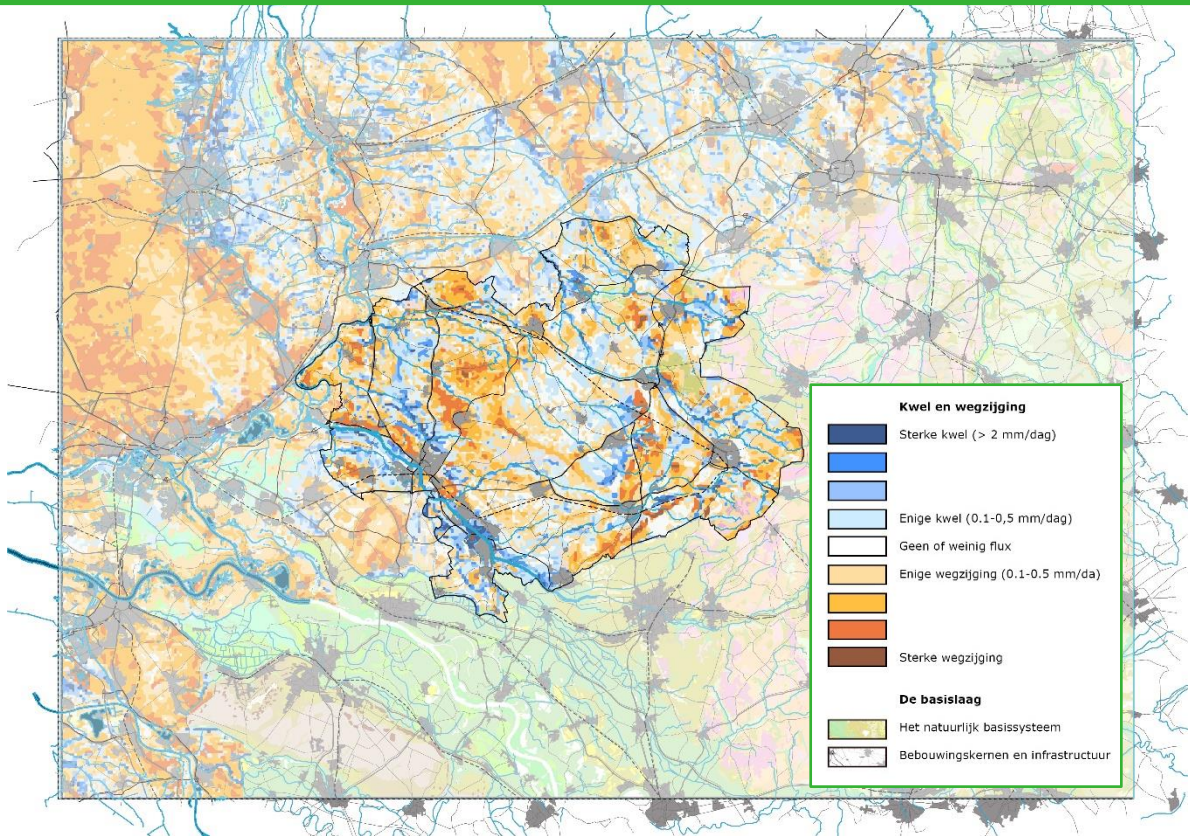 Kwel en wegzijging
Sterke kwel (> 2 mm/dag)
Enige kwel (0.1-0,5 mm/dag)
Geen of weinig flux
Enige wegzijging (0.1-0.5 mm/da)
Sterke wegzijging
De basislaag
Het natuurlijk basissysteem
Bebouwingskernen en infrastructuur